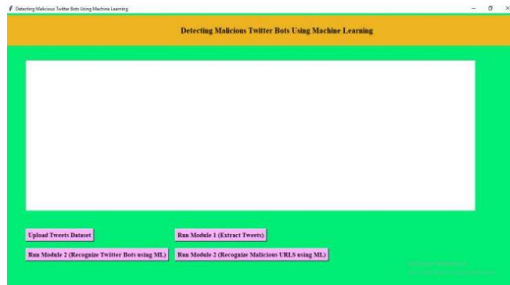 Detecting Malicious Twitter Bots Using Machine Learning
Detecting Malicious Twitter Bots Using Machine Learning
Upload Tweets Dataset
Run Module 1 (Extract Tweets)
Run Module 2 (Recognize Twitter Bots using ML)
Run Module 2 (Recognize Malicious URLS using ML)